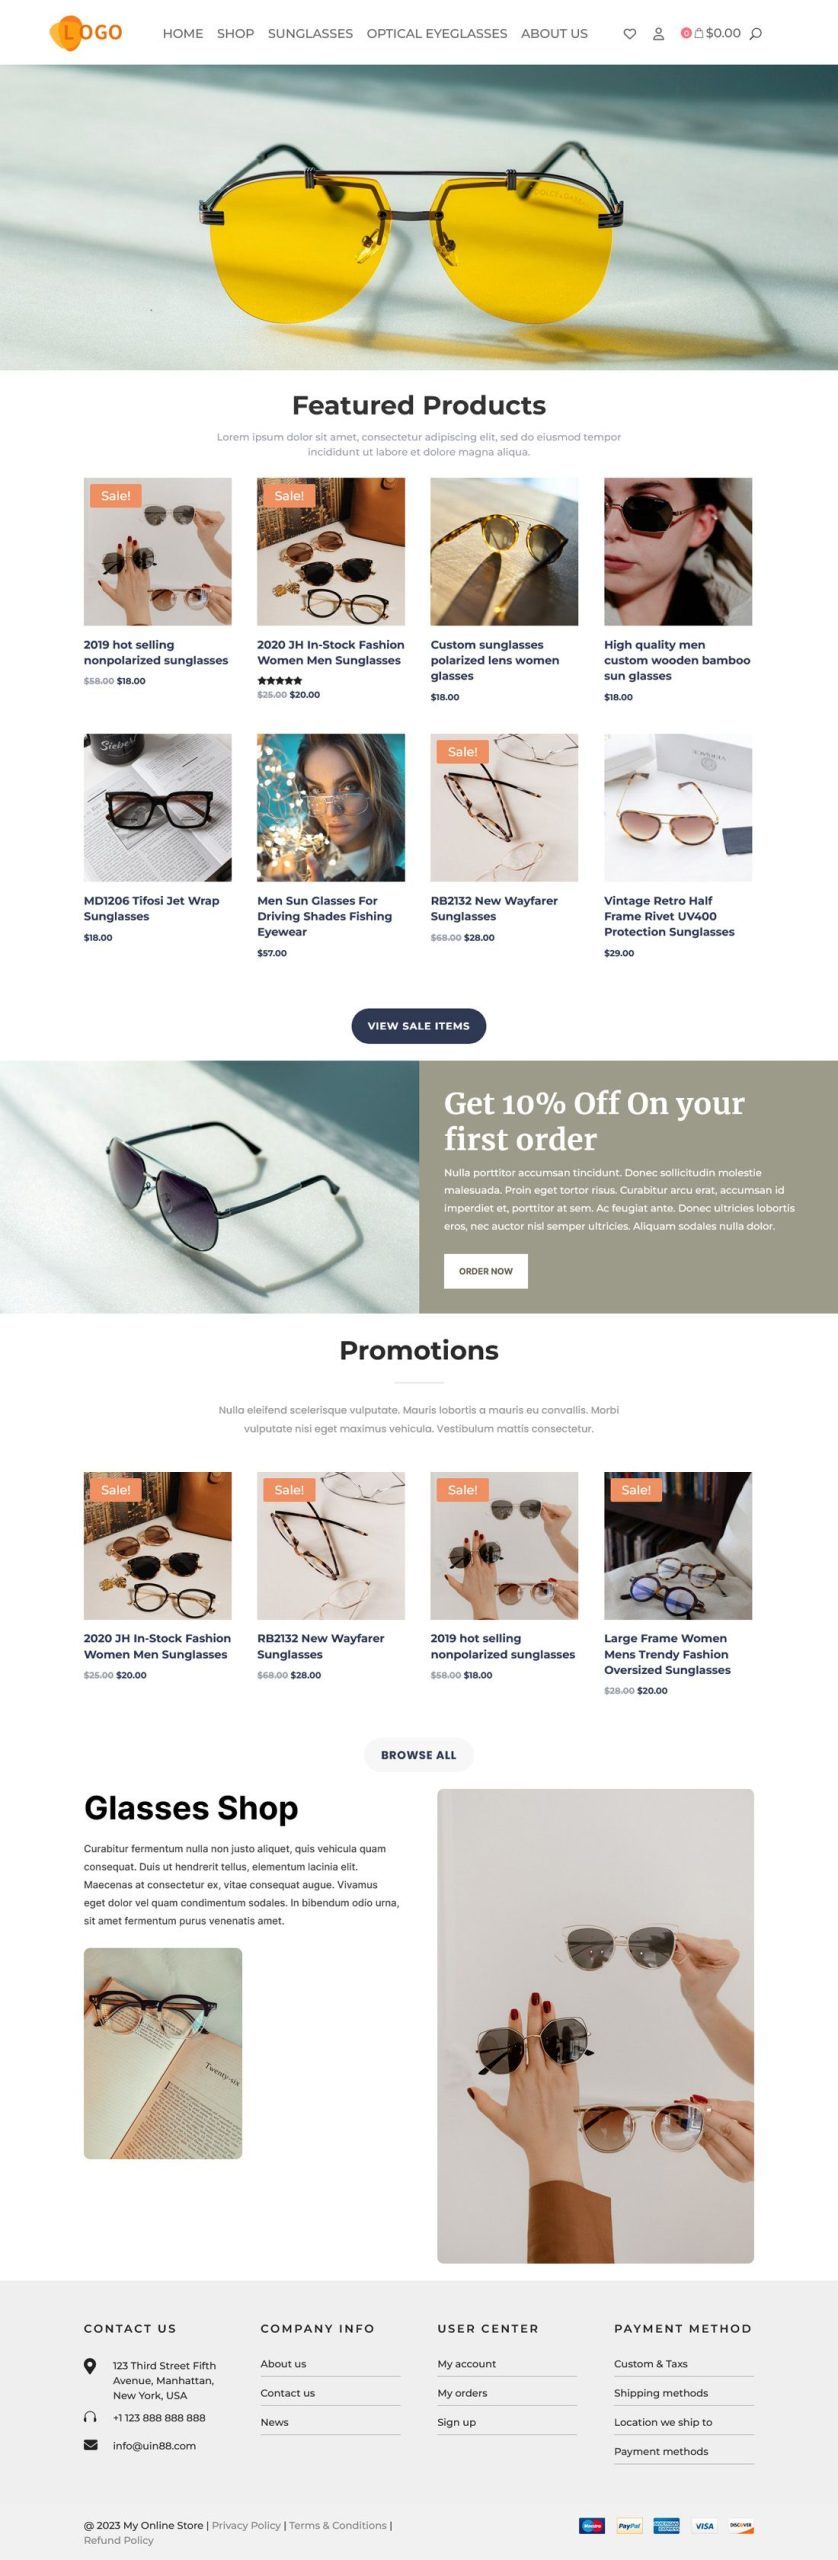 LOGO
HOME SHOP SUNGLASSES OPTICAL EYEGLASSES ABOUT US 0 $0.00
Featured Products
Lorem ipsum dolor sit amet, consectetur adipiscing elit, sed do eiusmod tempor
incididunt ut labore et dolore magna aliqua.
Sale!
2019 hot selling
nonpolarized sunglasses
$58.00 $18.00
Sale!
2020 JH In-Stock Fashion
Women Men Sunglasses
$25.00 $20.00
Custom sunglasses
polarized lens women
glasses
$18.00
High quality men
custom wooden bamboo
sun glasses
$18.00
MD1206 Tifosi Jet Wrap
Sunglasses
$18.00
Men Sun Glasses For
Driving Shades Fishing
Eyewear
$57.00
Sale!
RB2132 New Wayfarer
Sunglasses
$68.00 $28.00
Vintage Retro Half
Frame Rivet UV400
Protection Sunglasses
$29.00
VIEW SALE ITEMS
Get 10% Off On your
first order
Nulla porttitor accumsan tincidunt. Donec sollicitudin molestie
malesuada. Proin eget tortor risus. Curabitur arcu erat, accumsan id
imperdiet et, porttitor at sem. Ac feugiat ante. Donec ultricies lobortis
eros, nec auctor nisl semper ultricies. Aliquam sodales nulla dolor.
ORDER NOW
Promotions
Nulla eleifend scelerisque vulputate. Mauris lobortis a mauris eu convallis. Morbi
vulputate nisi eget maximus vehicula. Vestibulum mattis consectetur.
Sale!
2020 JH In-Stock Fashion
Women Men Sunglasses
$25.00 $20.00
Sale!
RB2132 New Wayfarer
Sunglasses
$68.00 $28.00
Sale!
2019 hot selling
nonpolarized sunglasses
$58.00 $18.00
Sale!
Large Frame Women
Mens Trendy Fashion
Oversized Sunglasses
$28.00 $20.00
BROWSE ALL
Glasses Shop
Curabitur fermentum nulla non justo aliquet, quis vehicula quam
consequat. Duis ut hendrerit tellus, elementum lacinia elit.
Maecenas at consectetur ex, vitae consequat augue. Vivamus
eget dolor vel quam condimentum sodales. In bibendum odio urna,
sit amet fermentum purus venenatis amet.
Twenty-six
CONTACT US
123 Third Street Fifth
Avenue, Manhattan,
New York, USA
+1 123 888 888 888
info@uin88.com
COMPANY INFO
About us
Contact us
News
USER CENTER
My account
My orders
Sign up
PAYMENT METHOD
Custom & Taxs
Shipping methods
Location we ship to
Payment methods
@ 2023 My Online Store | Privacy Policy | Terms & Conditions |
Refund Policy
Maestro PayPal AMERICAN EXPRESS VISA DISCOVER